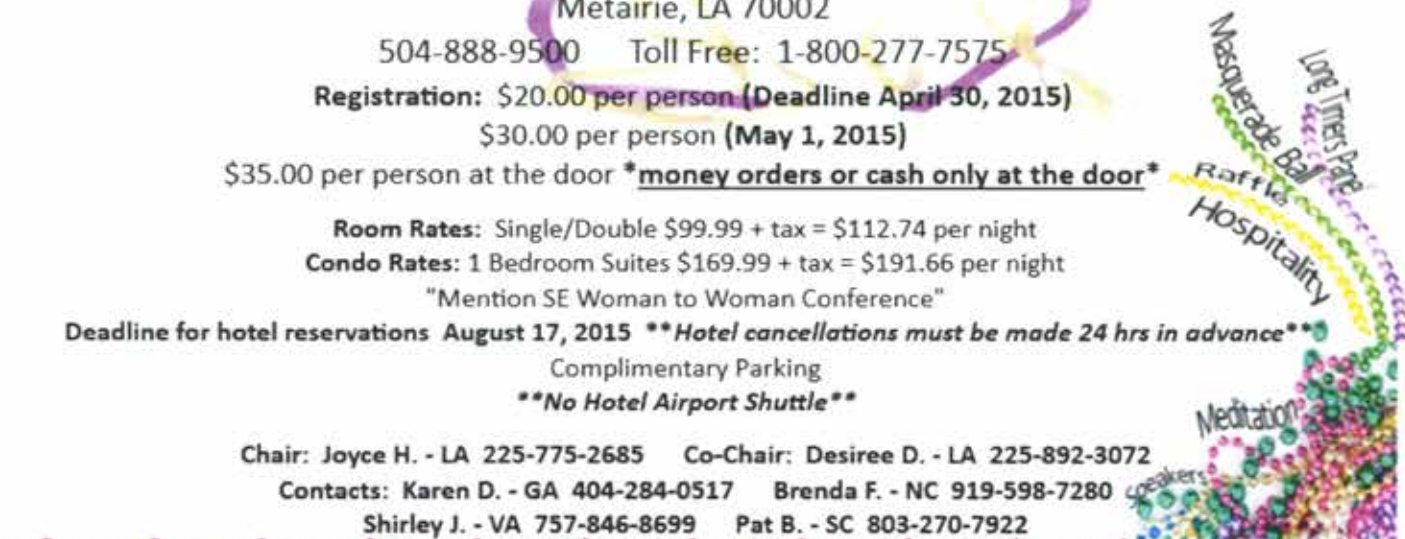 Metairie, LA 70002
504-888-9500 Toll Free: 1-800-277-7575
Registration: $20.00 per person (Deadline April 30, 2015)
$30.00 per person (May 1, 2015)
$35.00 per person at the door *money orders or cash only at the door*
Room Rates: Single/Double $99.99 + tax = $112.74 per night
Condo Rates: 1 Bedroom Suites $169.99 + tax = $191.66 per night
"Mention SE Woman to Woman Conference"
Deadline for hotel reservations August 17, 2015 **Hotel cancellations must be made 24 hrs in advance**
Complimentary Parking
**No Hotel Airport Shuttle**
Chair: Joyce H. - LA 225-775-2685 Co-Chair: Desiree D. - LA 225-892-3072
Contacts: Karen D. - GA 404-284-0517 Brenda F. - NC 919-598-7280
Shirley J. - VA 757-846-8699 Pat B. - SC 803-270-7922
Masquerade Ball
Long Timers Panel
Raffle
Hospitality
Meditation
Speakers